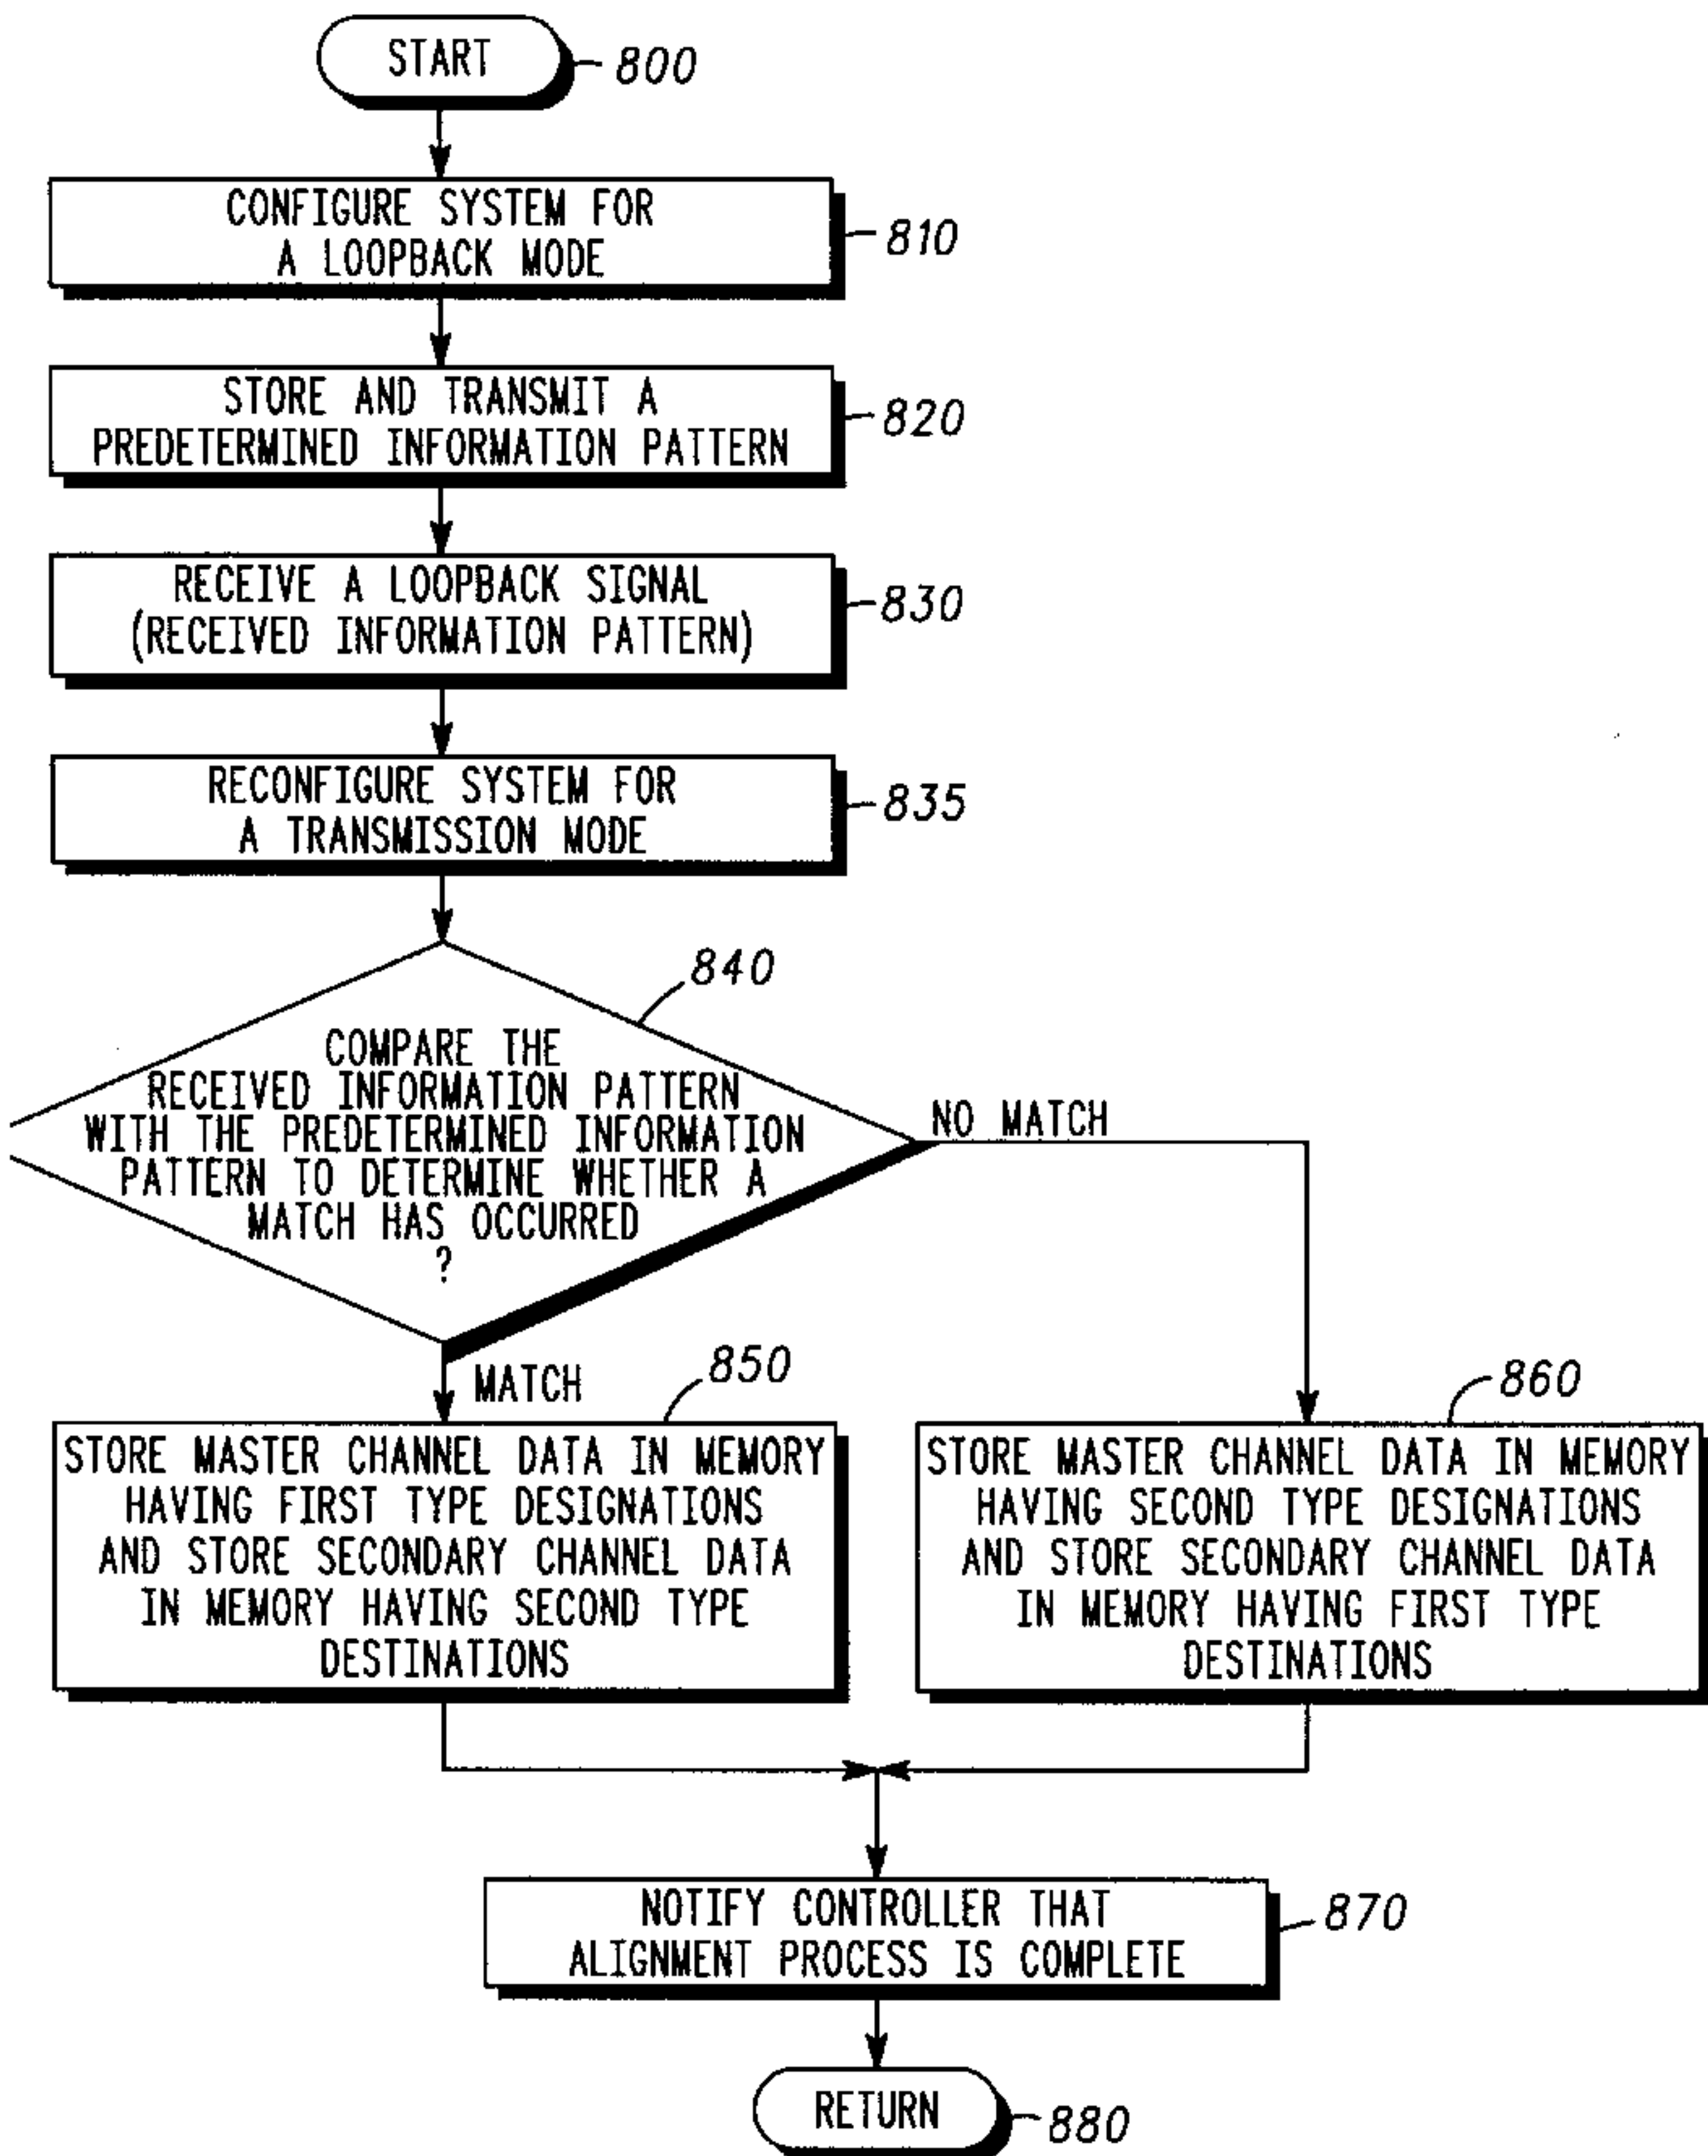 START
800
CONFIGURE SYSTEM FOR
A LOOPBACK MODE
810
STORE AND TRANSMIT A
PREDETERMINED INFORMATION PATTERN
820
RECEIVE A LOOPBACK SIGNAL
(RECEIVED INFORMATION PATTERN)
830
RECONFIGURE SYSTEM FOR
A TRANSMISSION MODE
835
840
COMPARE THE
RECEIVED INFORMATION PATTERN
WITH THE PREDETERMINED INFORMATION
PATTERN TO DETERMINE WHETHER A
MATCH HAS OCCURRED
?
NO MATCH
MATCH
850
STORE MASTER CHANNEL DATA IN MEMORY
HAVING FIRST TYPE DESIGNATIONS
AND STORE SECONDARY CHANNEL DATA
IN MEMORY HAVING SECOND TYPE
DESTINATIONS
860
STORE MASTER CHANNEL DATA IN MEMORY
HAVING SECOND TYPE DESIGNATIONS
AND STORE SECONDARY CHANNEL DATA
IN MEMORY HAVING FIRST TYPE
DESTINATIONS
NOTIFY CONTROLLER THAT
ALIGNMENT PROCESS IS COMPLETE
870
RETURN
880